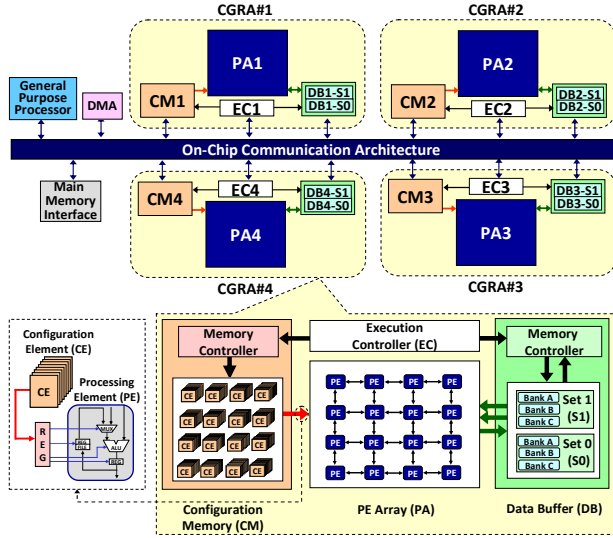 CGRA#1
CGRA#2
PA1
CM1
EC1
DB1-S1
DB1-S0
PA2
CM2
EC2
DB2-S1
DB2-S0
General
Purpose
Processor
DMA
On-Chip Communication Architecture
Main
Memory
Interface
CM4
EC4
DB4-S1
DB4-S0
PA4
CM3
EC3
DB3-S1
DB3-S0
PA3
CGRA#4
CGRA#3
Configuration
Element (CE)
CE
Processing
Element (PE)
R
E
G
MUX
REG
FILE
ALU
REG
Memory
Controller
Execution
Controller (EC)
Memory
Controller
CE CE CE CE
CE CE CE CE
CE CE CE CE
CE CE CE CE
PE PE PE PE
PE PE PE PE
PE PE PE PE
PE PE PE PE
Bank A
Bank B
Bank C
Set 1
(S1)
Bank A
Bank B
Bank C
Set 0
(S0)
Configuration
Memory (CM)
PE Array (PA)
Data Buffer (DB)